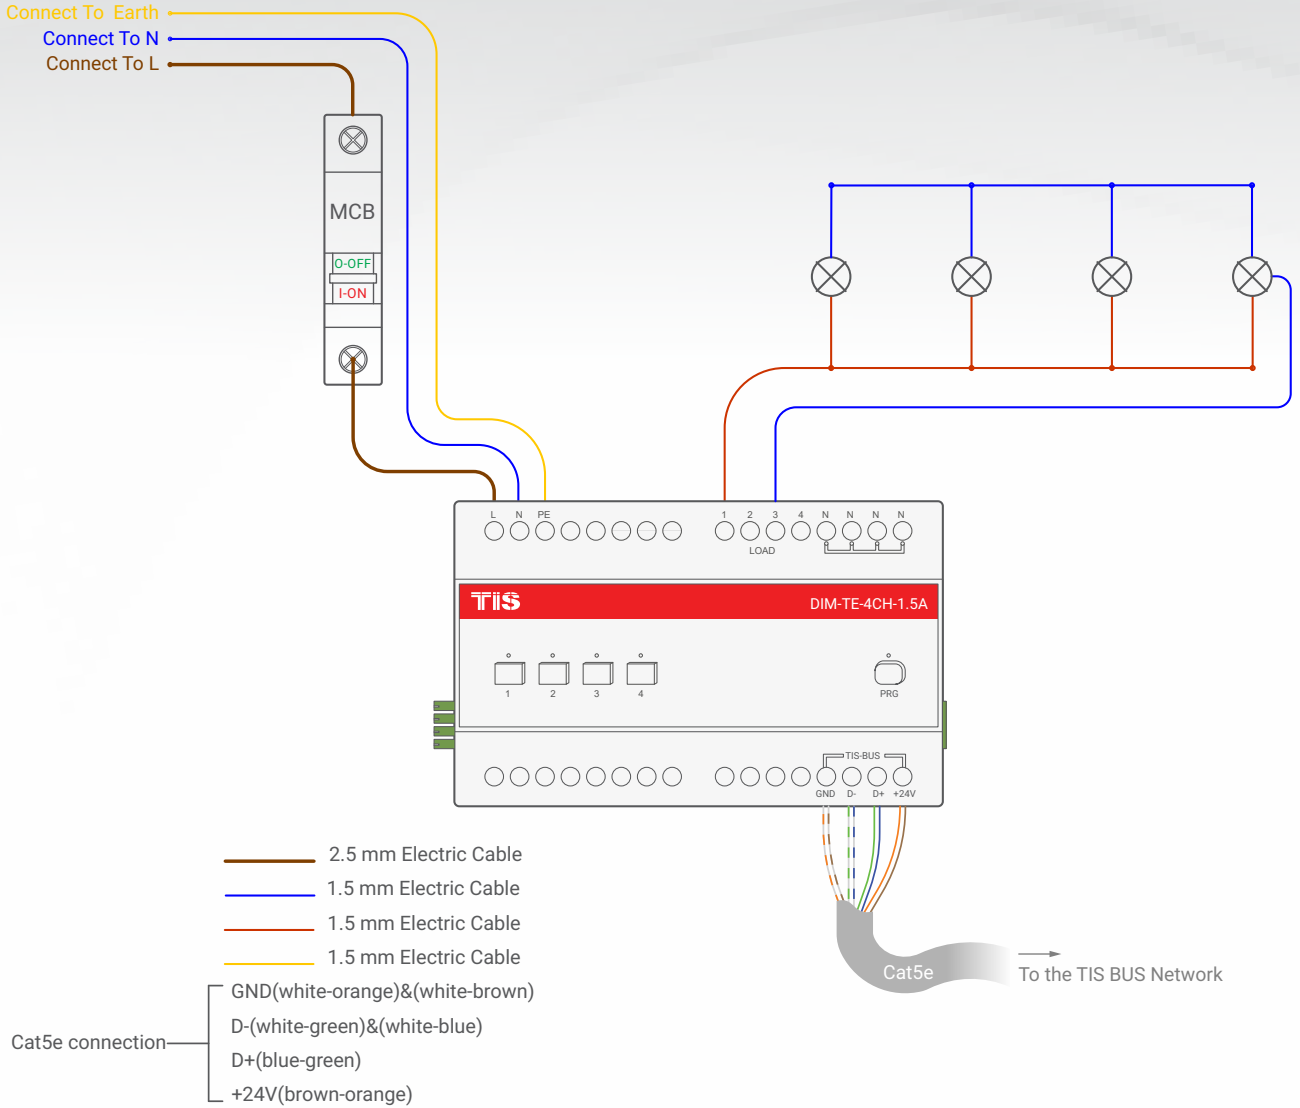 Connect To Earth
Connect To N
Connect To L
MCB
O-OFF
I-ON
L N PE
1 2 3 4 N N N N
LOAD
TIS
DIM-TE-4CH-1.5A
1 2 3 4
PRG
TIS-BUS
GND D- D+ +24V
2.5 mm Electric Cable
1.5 mm Electric Cable
1.5 mm Electric Cable
1.5 mm Electric Cable
Cat5e
To the TIS BUS Network
Cat5e connection
GND(white-orange)&(white-brown)
D-(white-green)&(white-blue)
D+(blue-green)
+24V(brown-orange)